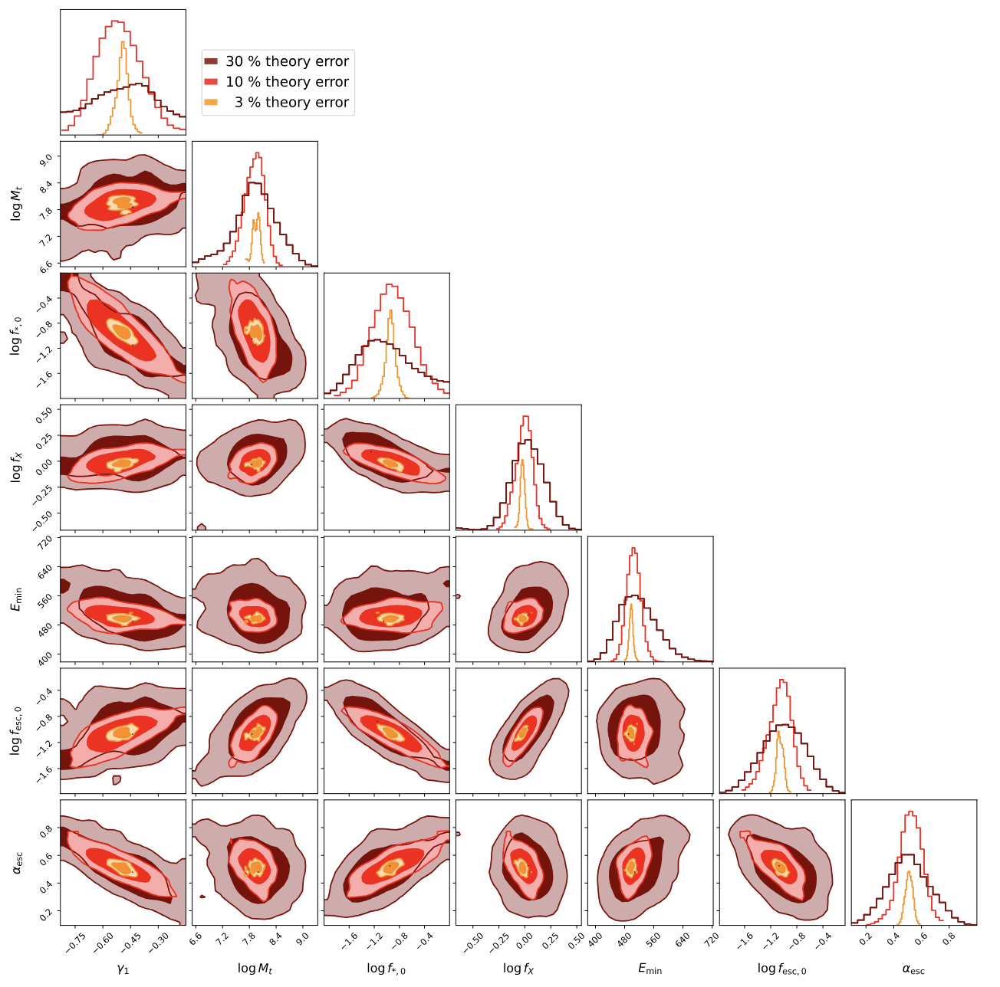 30 % theory error
10 % theory error
3 % theory error
9.0
8.4
7.8
7.2
6.6
log M_t
−0.4
−0.8
−1.2
−1.6
log f_{*,0}
0.50
0.25
0.00
−0.25
−0.50
log f_X
720
640
560
480
400
E_min
−0.4
−0.8
−1.2
−1.6
log f_{esc,0}
0.8
0.6
0.4
0.2
α_esc
−0.75 −0.60 −0.45 −0.30 6.6 7.2 7.8 8.4 9.0 −1.6 −1.2 −0.8 −0.4 −0.50 −0.25 0.00 0.25 0.50 400 480 560 640 720 −1.6 −1.2 −0.8 −0.4 0.2 0.4 0.6 0.8
γ_1 log M_t log f_{*,0} log f_X E_min log f_{esc,0} α_esc